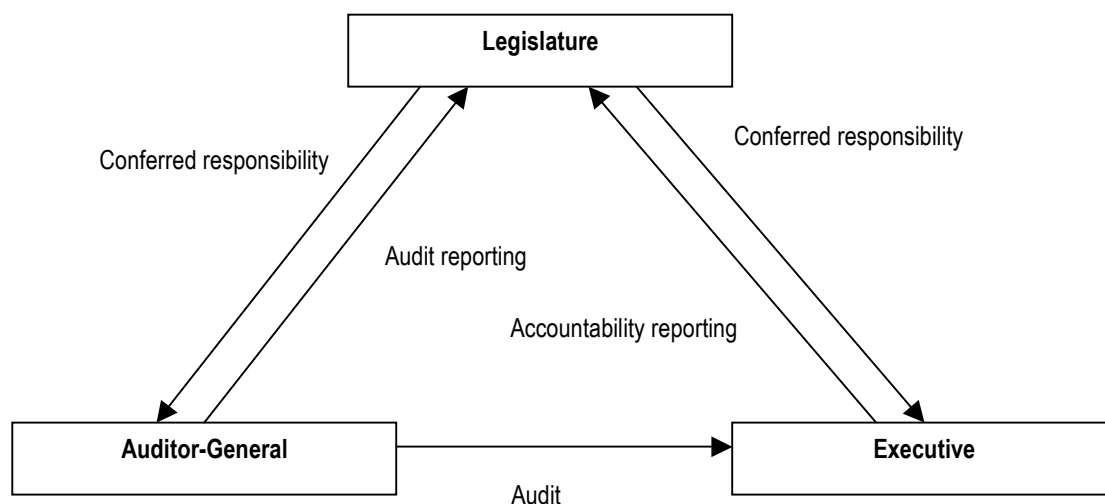 Legislature
Conferred responsibility
Conferred responsibility
Audit reporting
Accountability reporting
Auditor-General
Executive
Audit